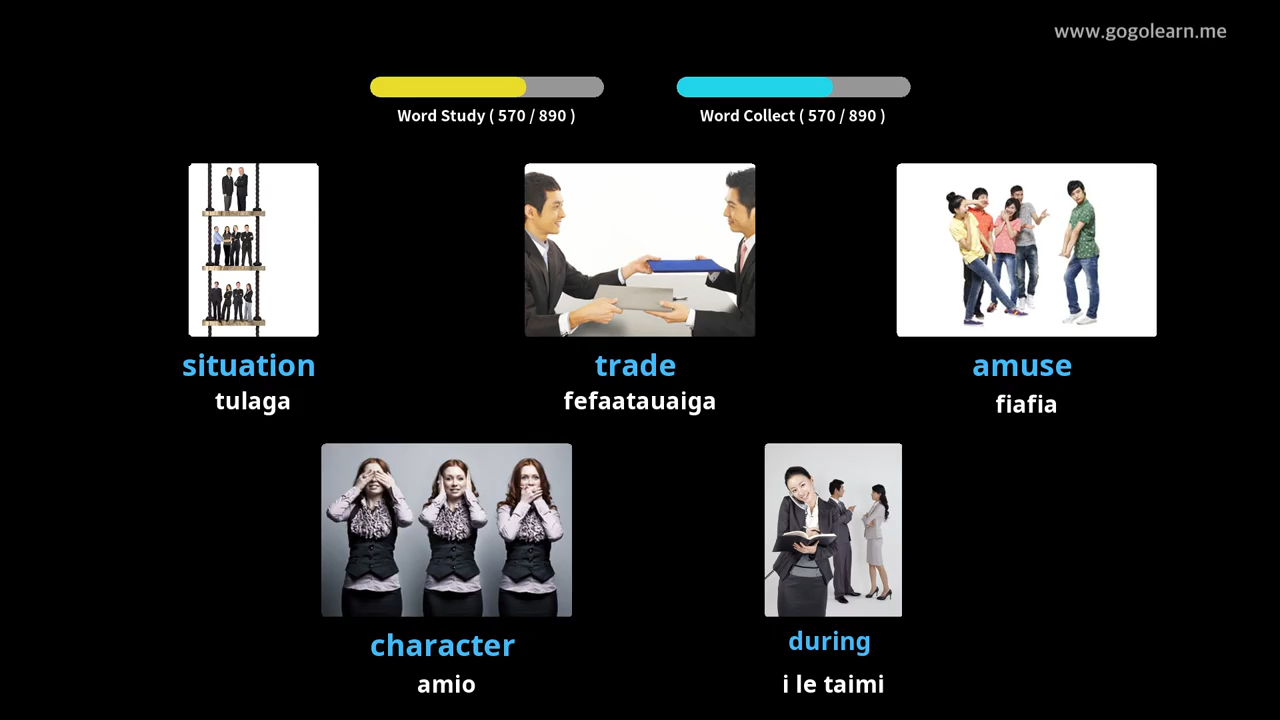 www.gogolearn.me
Word Study ( 570 / 890 )
Word Collect ( 570 / 890 )
situation
tulaga
trade
fefaatauaiga
amuse
fiafia
character
amio
during
i le taimi